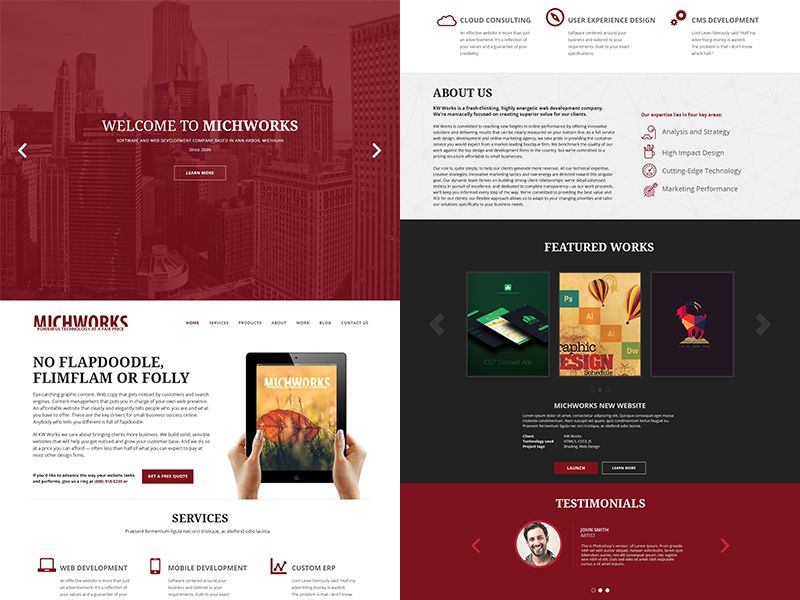 WELCOME TO MICHWORKS
SOFTWARE AND WEB DEVELOPMENT COMPANY BASED IN ANN ARBOR, MICHIGAN
Since 2009
LEARN MORE
MICHWORKS
POWERFUL TECHNOLOGY AT A FAIR PRICE
HOME SERVICES PRODUCTS ABOUT WORK BLOG CONTACT US
NO FLAPDOODLE,
FLIMFLAM OR FOLLY
Eye-catching graphic content. Web copy that gets noticed by customers and search
engines. Content management that puts you in charge of your own web presence.
An affordable website that clearly and elegantly tells people who you are and what
you have to offer. These are the key drivers for small business success online.
Anybody who tells you different is full of flapdoodle.
At KW Works we care about bringing clients more business. We build solid, sensible
websites that will help you get noticed and grow your customer base. And we do so
at a price you can afford — often less than half of what you can expect to pay at
most other design firms.
If you'd like to advance the way your website looks
and performs, give us a ring at (806) 918-5230 or
GET A FREE QUOTE
MICHWORKS
SERVICES
Praesent fermentum ligula nec orci tristique, ac eleifend odio lacinia.
WEB DEVELOPMENT
An effective website is more than just
an advertisement. It's a reflection of
your values and a guarantee of your
MOBILE DEVELOPMENT
Software centered around your
business and tailored to your
requirements. Built to your exact
CUSTOM ERP
Lord Lever famously said "Half my
advertising money is wasted.
The problem is that I don't know
CLOUD CONSULTING
An effective website is more than just
an advertisement. It's a reflection of
your values and a guarantee of your
credibility.
USER EXPERIENCE DESIGN
Software centered around your
business and tailored to your
requirements. Built to your exact
specifications.
CMS DEVELOPMENT
Lord Lever famously said "Half my
advertising money is wasted.
The problem is that I don't know
which half."
ABOUT US
KW Works is a fresh-thinking, highly energetic web development company.
We're maniacally focused on creating superior value for our clients.
KW Works is committed to reaching new heights in online performance by offering innovative
solutions and delivering results that can be clearly measured on your bottom line. As a full service
web design, development and online marketing agency, we take pride in providing the customer
service you would expect from a market-leading boutique firm. We benchmark the quality of our
work against the top design and development firms in the country, but we're committed to a
pricing structure affordable to small businesses.
Our role is, quite simply, to help our clients generate more revenue. All our technical expertise,
creative strategies, innovative marketing tactics and raw energy are directed toward this singular
goal. Our dynamic team thrives on building strong client relationships: we're detail-obsessed,
tireless in pursuit of excellence, and dedicated to complete transparency—as our work proceeds,
we'll keep you informed every step of the way. We're committed to providing the best value and
ROI for our clients; our flexible approach allows us to adapt to your changing priorities and tailor
our solutions specifically to your business needs.
Our expertise lies in four key areas:
Analysis and Strategy
High Impact Design
Cutting-Edge Technology
Marketing Performance
FEATURED WORKS
iOS7 Concept App
Ps
Ai
Dw
Graphic
DESIGN
Schedule
MICHWORKS NEW WEBSITE
Lorem ipsum dolor sit amet, consectetur adipiscing elit. Vivamus
euismod mauris quam, quis condimentum lectus feugiat eu.
Praesent fermentum ligula nec orci tristique, ac eleifend odio lacinia.
Client KW Works
Technology used HTML5, CSS3, JS
Project tags Brading, Web Design
LAUNCH
LEARN MORE
TESTIMONIALS
JOHN SMITH
ARTIST
This is Photoshop's version of Lorem Ipsum. Proin gravida
nibh vel velit auctor aliquet. Aenean sollicitudin, lorem quis
bibendum auctor, nisi elit consequat ipsum, nec sagittis sem
nibh id elit. Duis sed odio sit amet nibh vulputate
cursus a sit amet mauris.